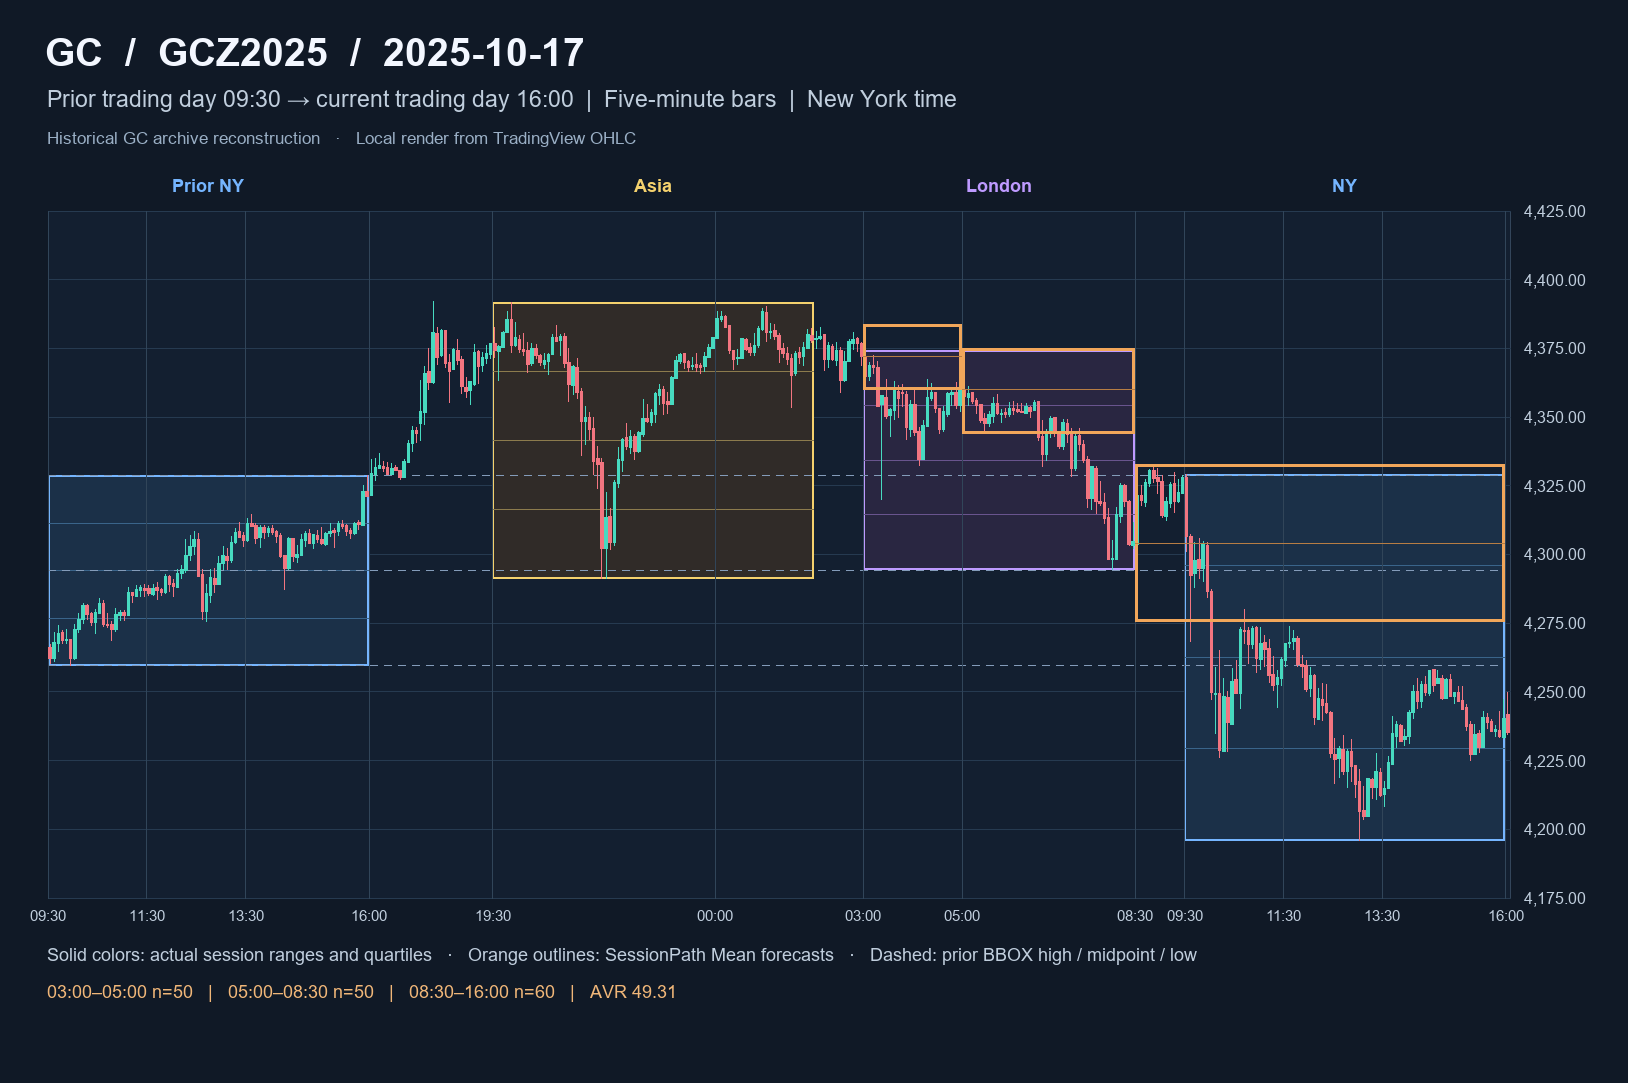 GC / GCZ2025 / 2025-10-17
Prior trading day 09:30 → current trading day 16:00 | Five-minute bars | New York time
Historical GC archive reconstruction · Local render from TradingView OHLC
Prior NY Asia London NY
4,425.00
4,400.00
4,375.00
4,350.00
4,325.00
4,300.00
4,275.00
4,250.00
4,225.00
4,200.00
4,175.00
09:30 11:30 13:30 16:00 19:30 00:00 03:00 05:00 08:30 09:30 11:30 13:30 16:00
Solid colors: actual session ranges and quartiles · Orange outlines: SessionPath Mean forecasts · Dashed: prior BBOX high / midpoint / low
03:00–05:00 n=50 | 05:00–08:30 n=50 | 08:30–16:00 n=60 | AVR 49.31